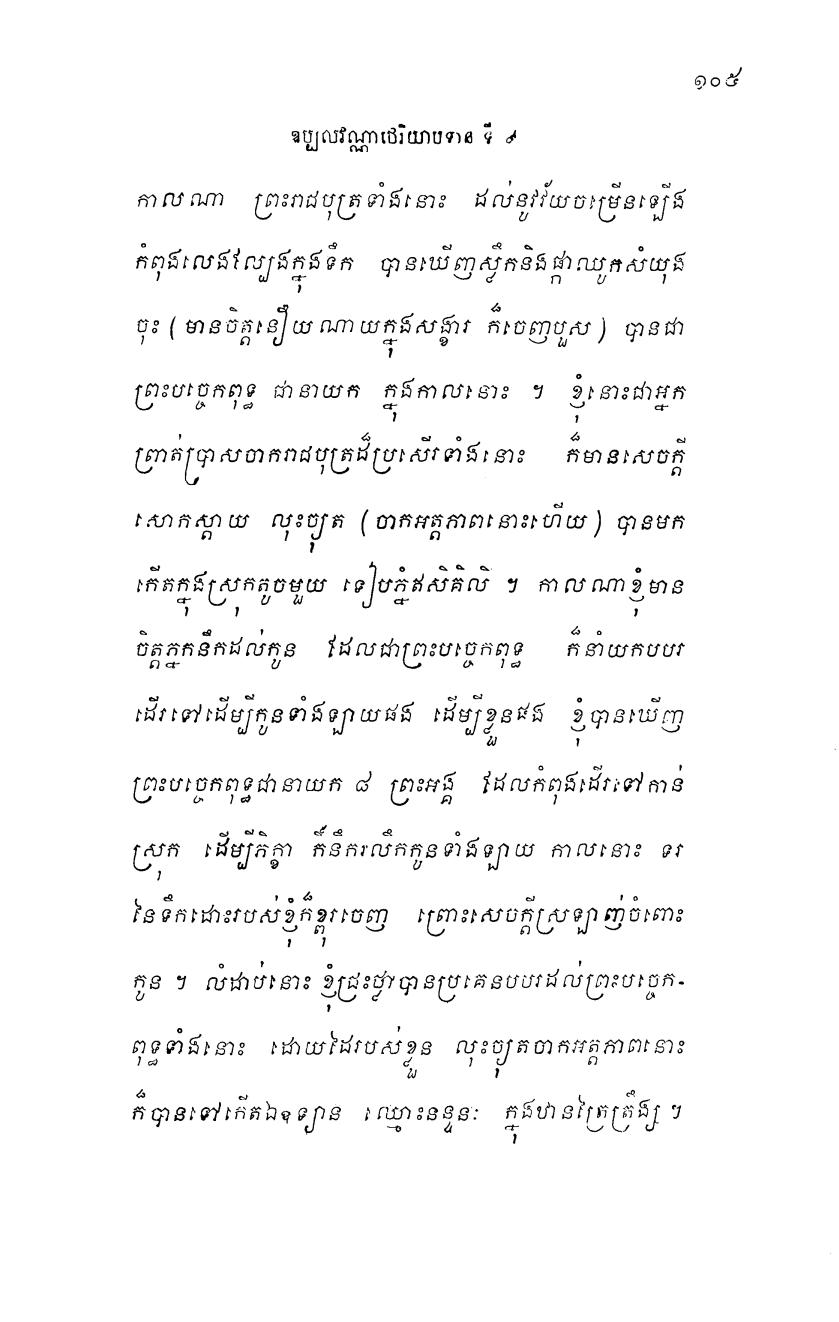 ១០៥
ឧប្បលវណ្ណាថេរិយាបទាន ទី ៩
កាលណា ព្រះរាជបុត្រទាំងនោះ ដល់នូវវ័យចម្រើនឡើង
កំពុងលេងល្បែងក្នុងទឹក បានឃើញស្លឹកនិងផ្កាឈូកសំយុង
ចុះ (មានចិត្តនឿយណាយក្នុងសង្ខារ ក៏ចេញបួស) បានជា
ព្រះបច្ចេកពុទ្ធ ជានាយក ក្នុងកាលនោះ ។ ខ្ញុំនោះជាអ្នក
ព្រាត់ប្រាសចាករាជបុត្រដ៏ប្រសើរទាំងនោះ ក៏មានសេចក្តី
សោកស្តាយ លុះច្យុត (ចាកអត្តភាពនោះហើយ) បានមក
កើតក្នុងស្រុកតូចមួយ ទៀបភ្នំឥសិគិលិ ។ កាលណាខ្ញុំមាន
ចិត្តភ្នកនឹកដល់កូន ដែលជាព្រះបច្ចេកពុទ្ធ ក៏នាំយកបបរ
ដើរទៅដើម្បីកូនទាំងឡាយផង ដើម្បីខ្លួនផង ខ្ញុំបានឃើញ
ព្រះបច្ចេកពុទ្ធជានាយក ៨ ព្រះអង្គ ដែលកំពុងដើរទៅកាន់
ស្រុក ដើម្បីភិក្ខា ក៏នឹករលឹកកូនទាំងឡាយ កាលនោះ ទរ
នៃទឹកដោះរបស់ខ្ញុំក៏ខ្ពុរចេញ ព្រោះសេចក្តីស្រឡាញ់ចំពោះ
កូន ។ លំដាប់នោះ ខ្ញុំជ្រះថ្លាបានប្រគេនបបរដល់ព្រះបច្ចេក-
ពុទ្ធទាំងនោះ ដោយដៃរបស់ខ្លួន លុះច្យុតចាកអត្តភាពនោះ
ក៏បានទៅកើតឯឧទ្យាន ឈ្មោះនន្ទនៈ ក្នុងឋានត្រៃត្រឹង្ស ។